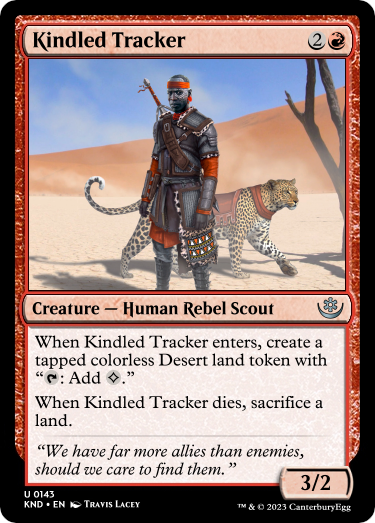 Kindled Tracker 2
Creature — Human Rebel Scout
When Kindled Tracker enters, create a
tapped colorless Desert land token with
“: Add .”
When Kindled Tracker dies, sacrifice a
land.
“We have far more allies than enemies,
should we care to find them.”
3/2
U 0143
KND • EN Travis Lacey
™ & © 2023 CanterburyEgg